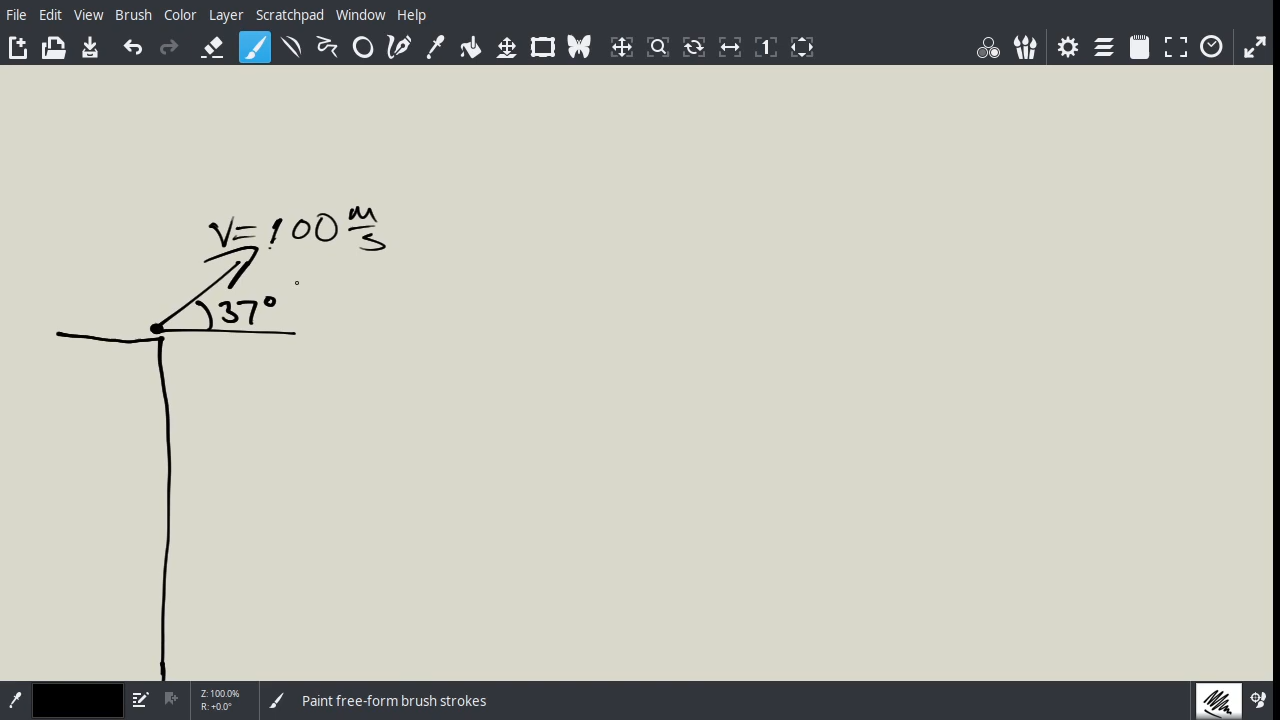 File Edit View Brush Color Layer Scratchpad Window Help
1
V=100 m/s
37°
Z: 100.0%
R: +0.0°
Paint free-form brush strokes